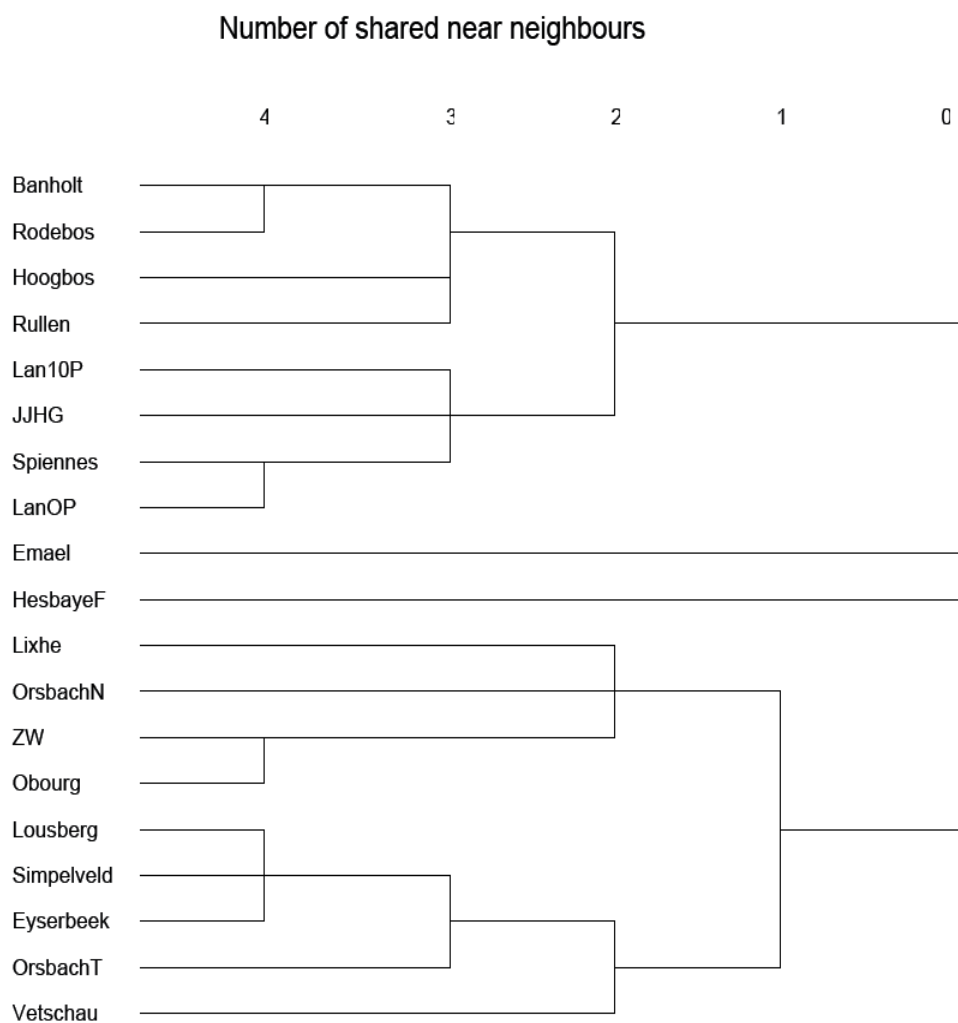 Number of shared near neighbours
4 3 2 1 0
Banholt
Rodebos
Hoogbos
Rullen
Lan10P
JJHG
Spiennes
LanOP
Emael
HesbayeF
Lixhe
OrsbachN
ZW
Obourg
Lousberg
Simpelveld
Eyserbeek
OrsbachT
Vetschau